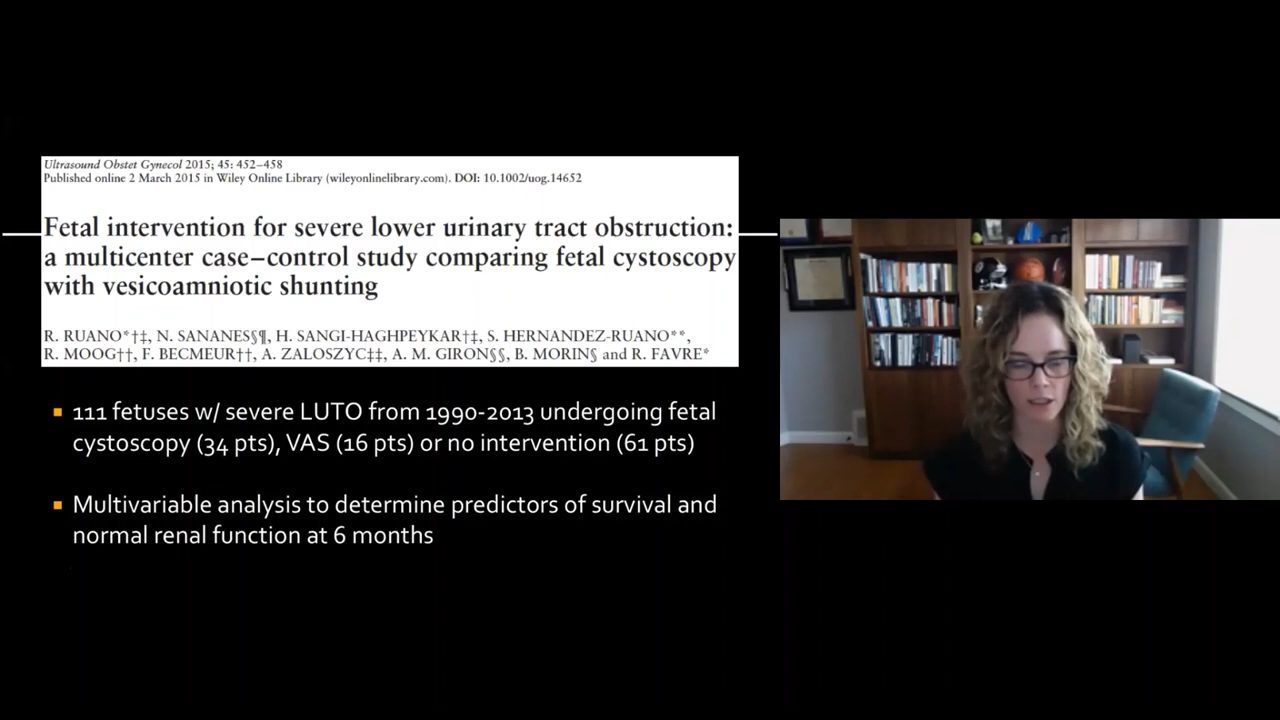 Ultrasound Obstet Gynecol 2015; 45: 452–458
Published online 2 March 2015 in Wiley Online Library (wileyonlinelibrary.com). DOI: 10.1002/uog.14652
Fetal intervention for severe lower urinary tract obstruction:
a multicenter case–control study comparing fetal cystoscopy
with vesicoamniotic shunting
R. RUANO*†‡, N. SANANES§¶, H. SANGI-HAGHPEYKAR†‡, S. HERNANDEZ-RUANO**,
R. MOOG††, F. BECMEUR††, A. ZALOSZYC‡‡, A. M. GIRON§§, B. MORIN§ and R. FAVRE*
▪ 111 fetuses w/ severe LUTO from 1990-2013 undergoing fetal
cystoscopy (34 pts), VAS (16 pts) or no intervention (61 pts)
▪ Multivariable analysis to determine predictors of survival and
normal renal function at 6 months